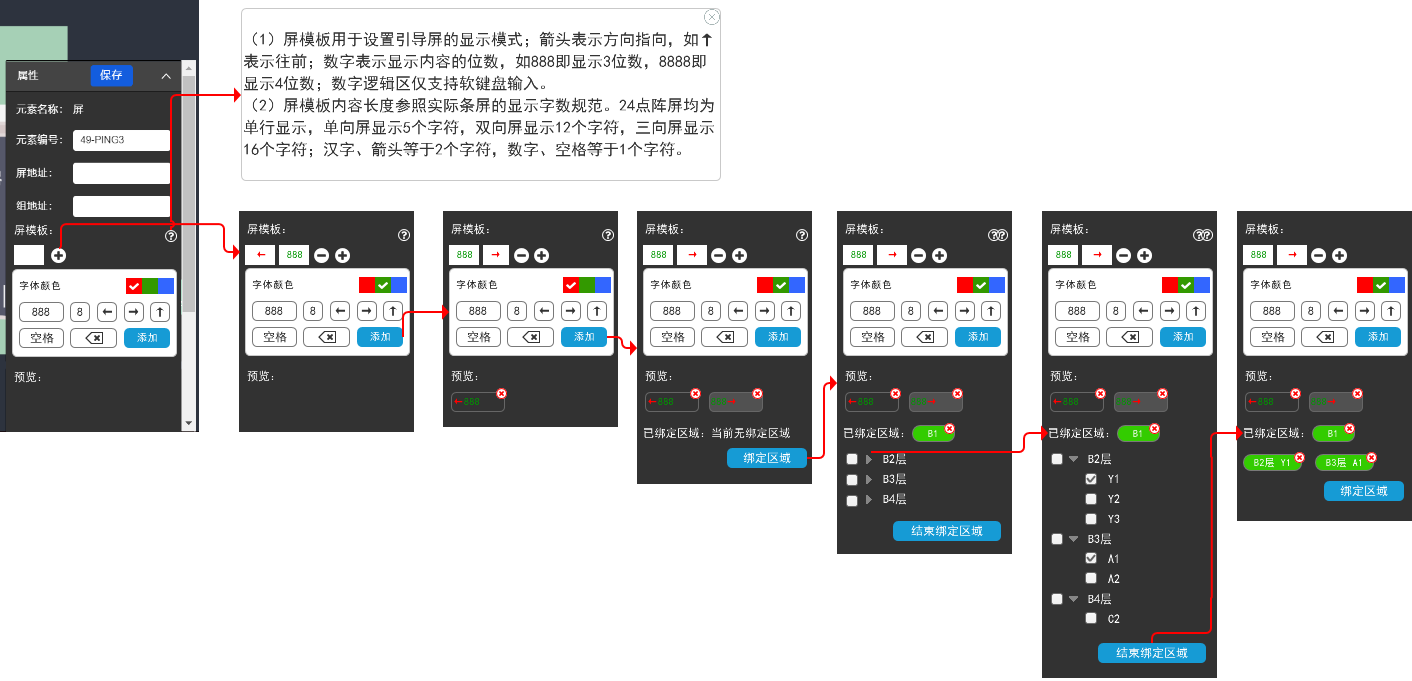 属性
保存
元素名称： 屏
元素编号： 49-PING3
屏地址：
组地址：
屏模板：
字体颜色
888 8 ← → ↑
空格 添加
预览：
（1）屏模板用于设置引导屏的显示模式；箭头表示方向指向，如↑
表示往前；数字表示显示内容的位数，如888即显示3位数，8888即
显示4位数；数字逻辑区仅支持软键盘输入。
（2）屏模板内容长度参照实际条屏的显示字数规范。24点阵屏均为
单行显示，单向屏显示5个字符，双向屏显示12个字符，三向屏显示
16个字符；汉字、箭头等于2个字符，数字、空格等于1个字符。
屏模板：
← 888
字体颜色
888 8 ← → ↑
空格 添加
预览：
屏模板：
888 →
字体颜色
888 8 ← → ↑
空格 添加
预览：
←888
屏模板：
888 →
字体颜色
888 8 ← → ↑
空格 添加
预览：
←888 888→
已绑定区域：当前无绑定区域
绑定区域
屏模板：
888 →
字体颜色
888 8 ← → ↑
空格 添加
预览：
←888 888→
已绑定区域： B1
B2层
B3层
B4层
结束绑定区域
屏模板：
888 →
字体颜色
888 8 ← → ↑
空格 添加
预览：
←888 888→
已绑定区域： B1
B2层
Y1
Y2
Y3
B3层
A1
A2
B4层
C2
结束绑定区域
屏模板：
888 →
字体颜色
888 8 ← → ↑
空格 添加
预览：
←888 888→
已绑定区域： B1
B2层 Y1 B3层 A1
绑定区域